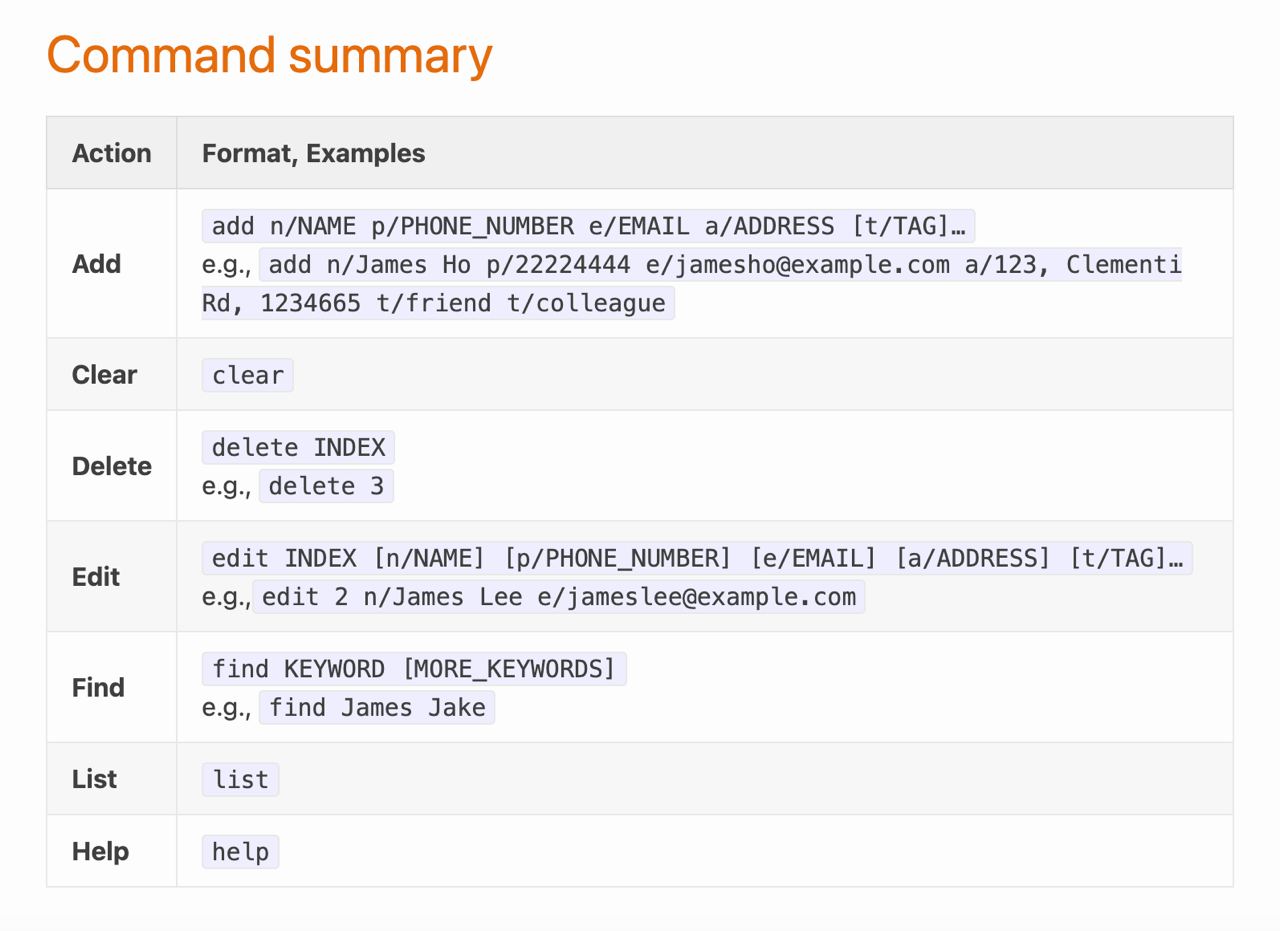 Command summary
Action
Format, Examples
Add
add n/NAME p/PHONE_NUMBER e/EMAIL a/ADDRESS [t/TAG]…
e.g., add n/James Ho p/22224444 e/jamesho@example.com a/123, Clementi
Rd, 1234665 t/friend t/colleague
Clear
clear
Delete
delete INDEX
e.g., delete 3
Edit
edit INDEX [n/NAME] [p/PHONE_NUMBER] [e/EMAIL] [a/ADDRESS] [t/TAG]…
e.g., edit 2 n/James Lee e/jameslee@example.com
Find
find KEYWORD [MORE_KEYWORDS]
e.g., find James Jake
List
list
Help
help